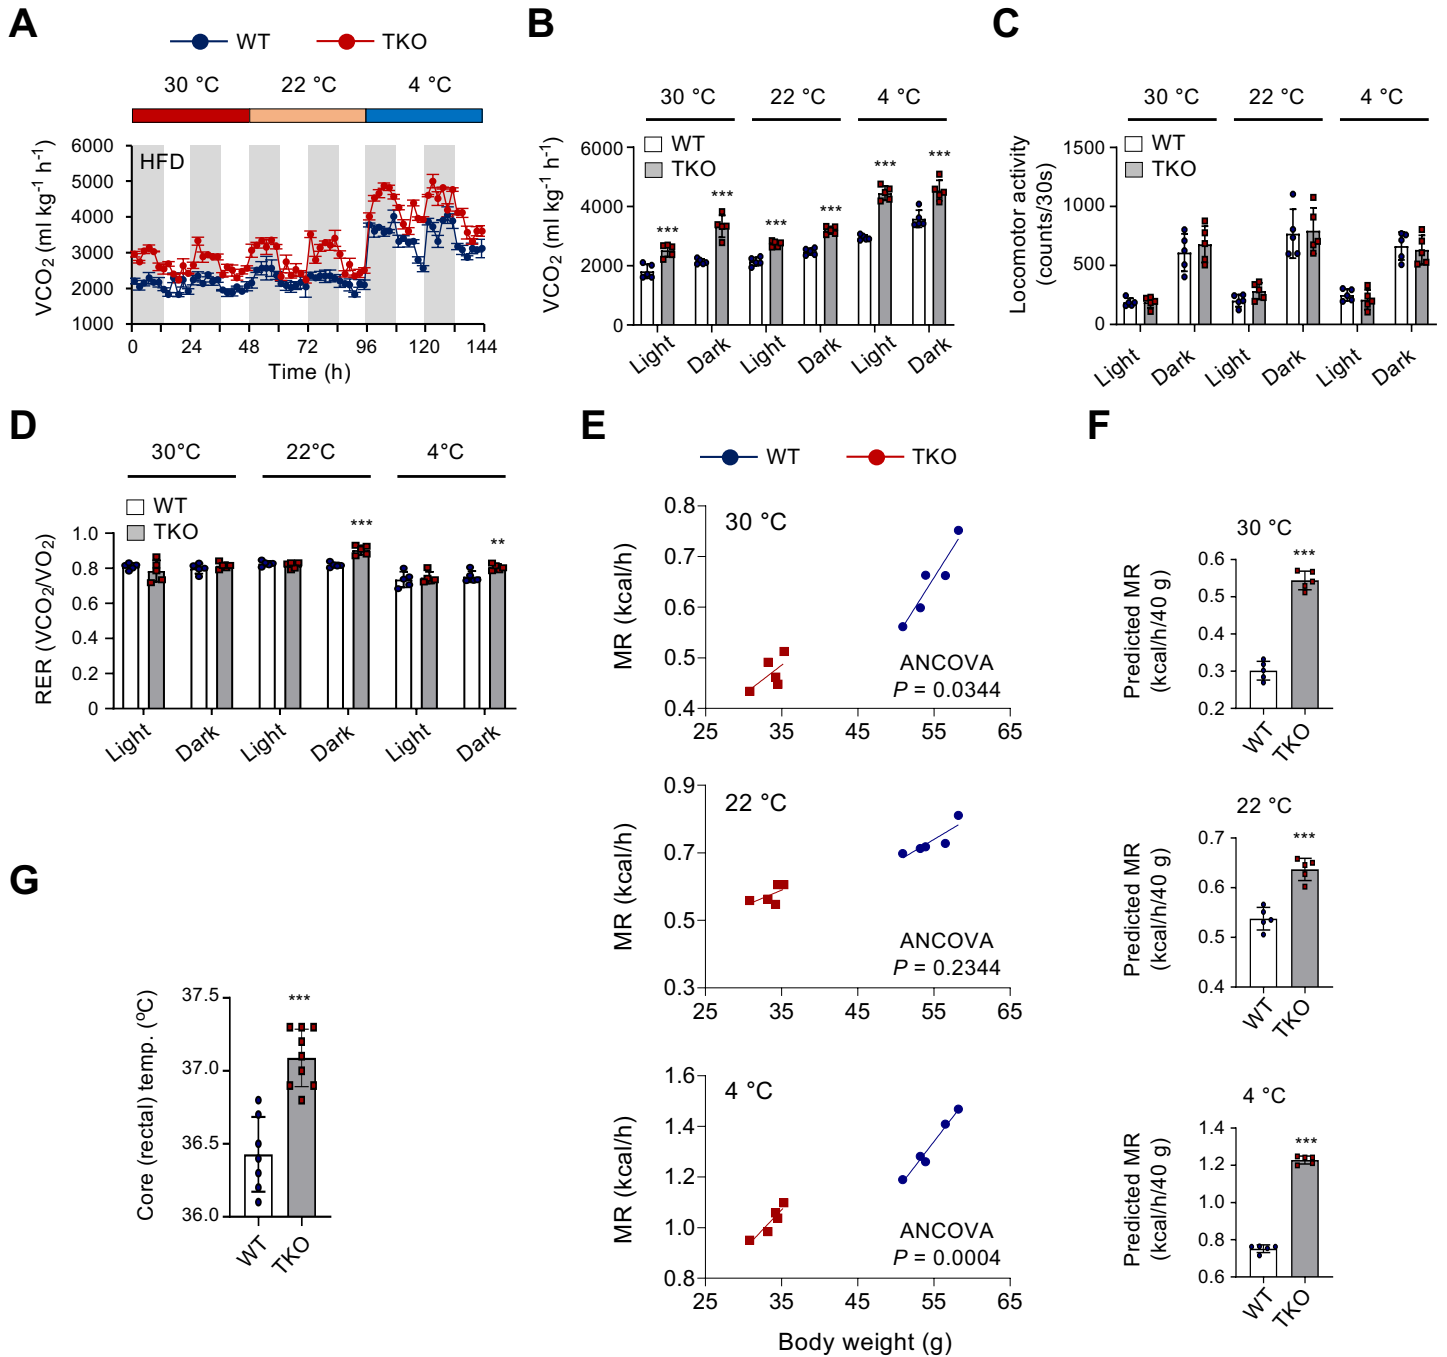 A
WT
TKO
30 °C
22 °C
4 °C
HFD
VCO2 (ml kg-1 h-1)
6000
5000
4000
3000
2000
1000
0
24
48
72
96
120
144
Time (h)
B
30 °C
22 °C
4 °C
WT
TKO
VCO2 (ml kg-1 h-1)
6000
4000
2000
0
***
***
***
***
***
***
Light
Dark
Light
Dark
Light
Dark
C
30 °C
22 °C
4 °C
WT
TKO
Locomotor activity
(counts/30s)
1500
1000
500
0
Light
Dark
Light
Dark
Light
Dark
D
30°C
22°C
4°C
WT
TKO
RER (VCO2/VO2)
1.0
0.8
0.6
0.4
0.2
0
***
**
Light
Dark
Light
Dark
Light
Dark
E
WT
TKO
30 °C
MR (kcal/h)
0.8
0.7
0.6
0.5
0.4
ANCOVA
P = 0.0344
25
35
45
55
65
22 °C
MR (kcal/h)
0.9
0.7
0.5
0.3
ANCOVA
P = 0.2344
25
35
45
55
65
4 °C
MR (kcal/h)
1.6
1.4
1.2
1.0
0.8
ANCOVA
P = 0.0004
25
35
45
55
65
Body weight (g)
F
30 °C
Predicted MR
(kcal/h/40 g)
0.6
0.5
0.4
0.3
0.2
***
WT
TKO
22 °C
Predicted MR
(kcal/h/40 g)
0.7
0.6
0.5
0.4
***
WT
TKO
4 °C
Predicted MR
(kcal/h/40 g)
1.4
1.2
1.0
0.8
0.6
***
WT
TKO
G
Core (rectal) temp. (oC)
37.5
37.0
36.5
36.0
***
WT
TKO